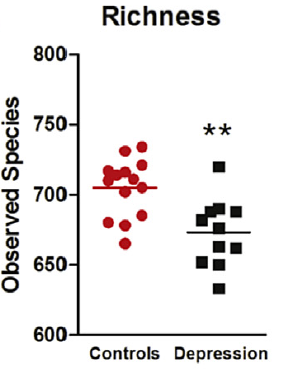 Richness
Observed Species
800
750
700
650
600
**
Controls
Depression